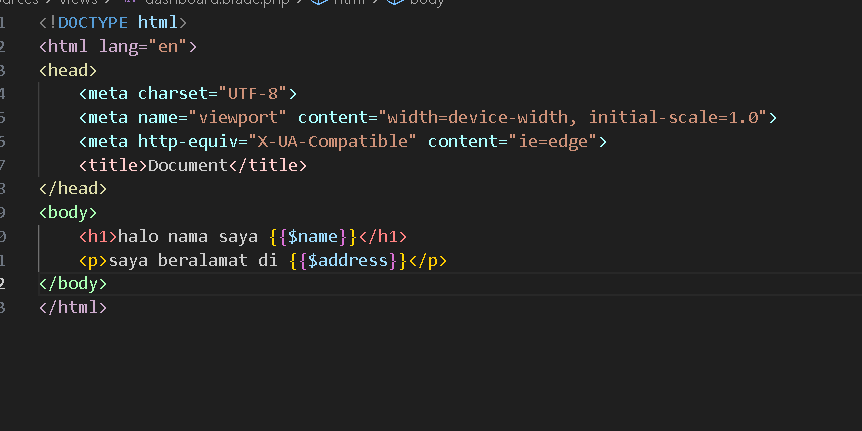 views > dashboard.blade.php > html > body
1 <!DOCTYPE html>
2 <html lang="en">
3 <head>
4 <meta charset="UTF-8">
5 <meta name="viewport" content="width=device-width, initial-scale=1.0">
6 <meta http-equiv="X-UA-Compatible" content="ie=edge">
7 <title>Document</title>
8 </head>
9 <body>
0 <h1>halo nama saya {{$name}}</h1>
1 <p>saya beralamat di {{$address}}</p>
2 </body>
3 </html>